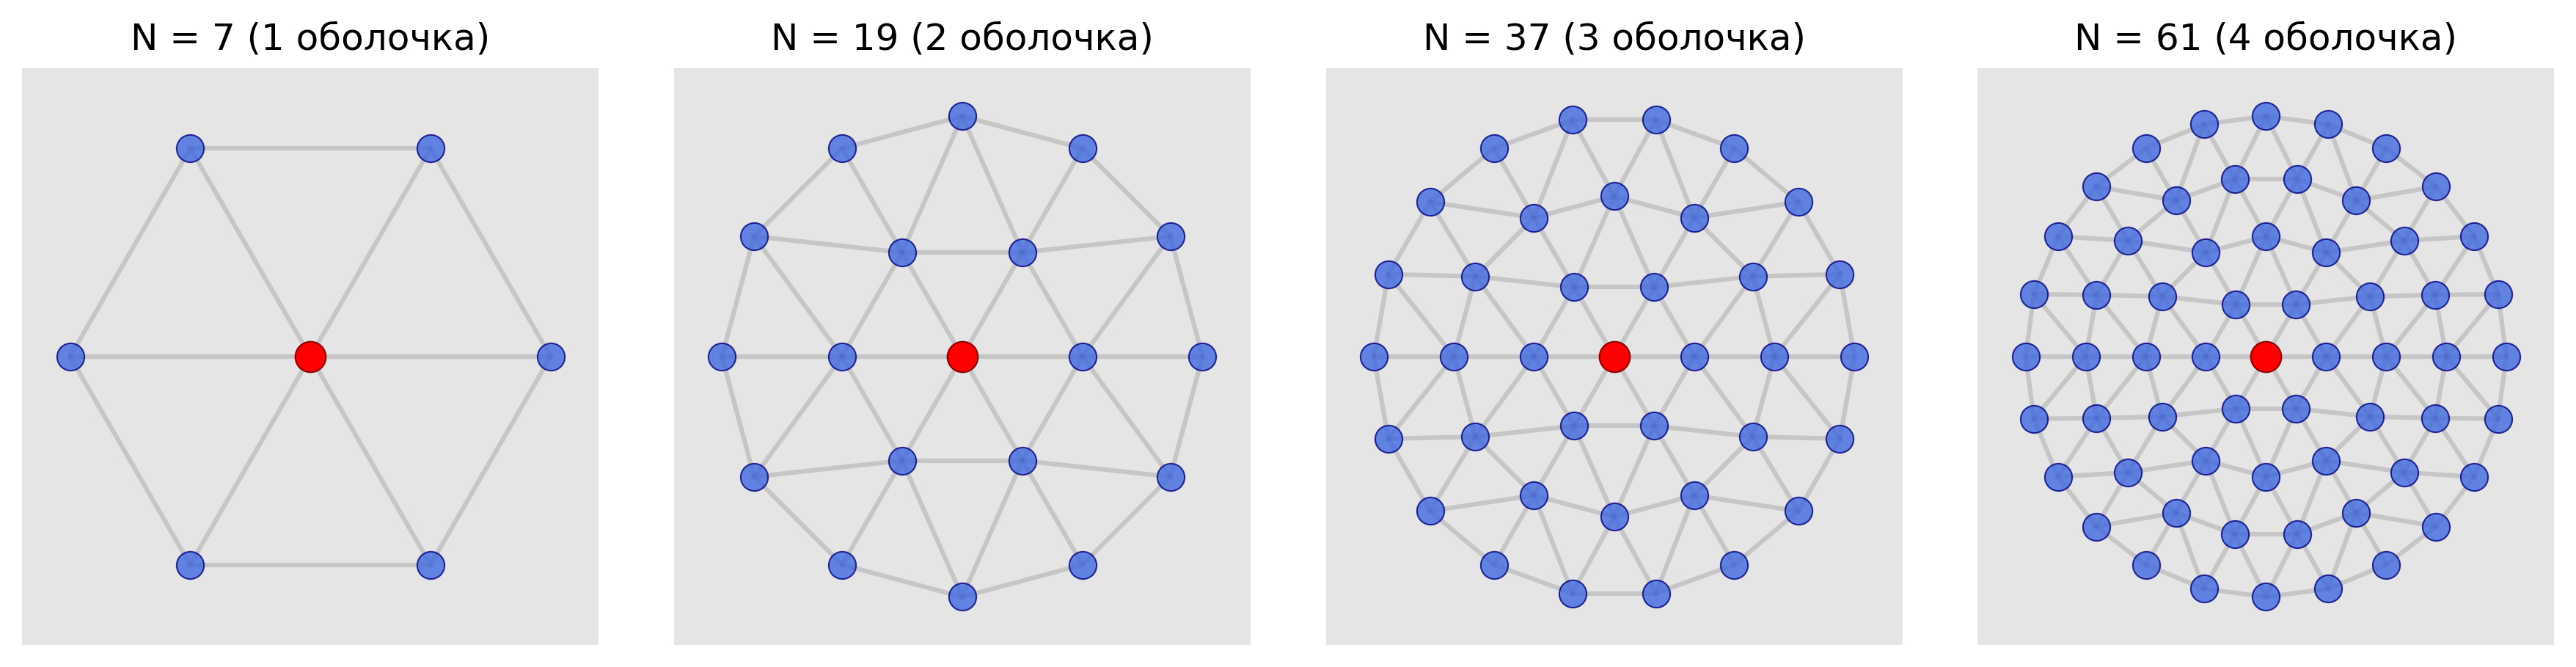 N = 7 (1 оболочка)
N = 19 (2 оболочка)
N = 37 (3 оболочка)
N = 61 (4 оболочка)